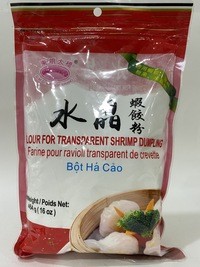 水晶
蝦餃粉
LOUR FOR TRANSPARENT SHRIMP DUMPLING
Farine pour ravioli transparent de crevette.
Bột Há Cảo
Weight / Poids Net:
454 g (16 oz)